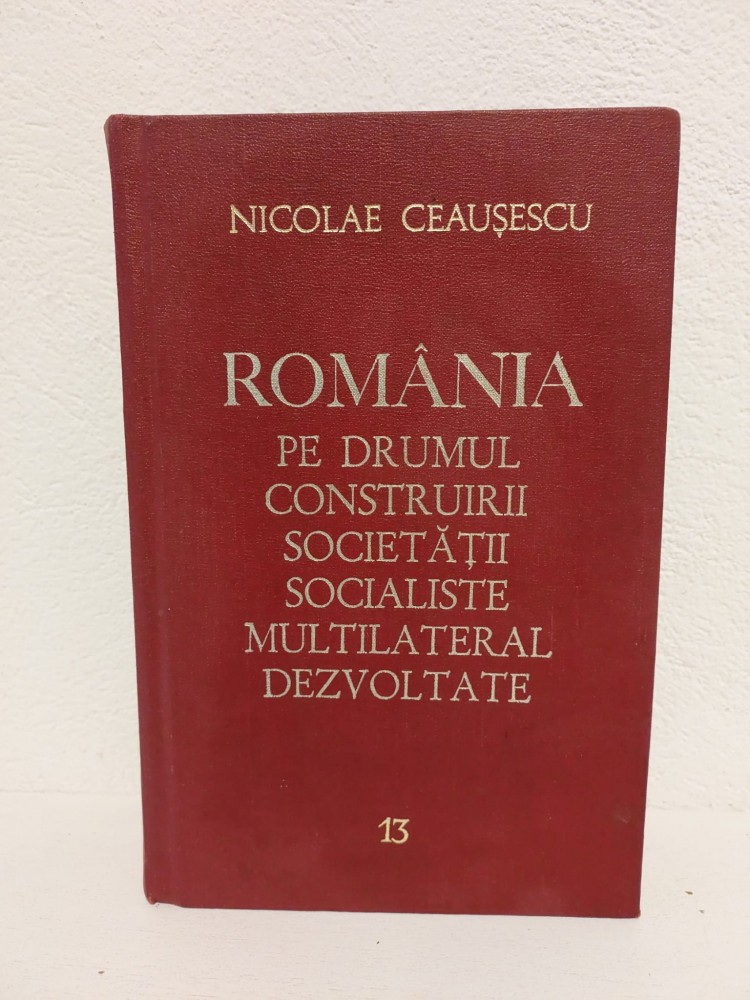 NICOLAE CEAUȘESCU
ROMÂNIA
PE DRUMUL
CONSTRUIRII
SOCIETĂȚII
SOCIALISTE
MULTILATERAL
DEZVOLTATE
13